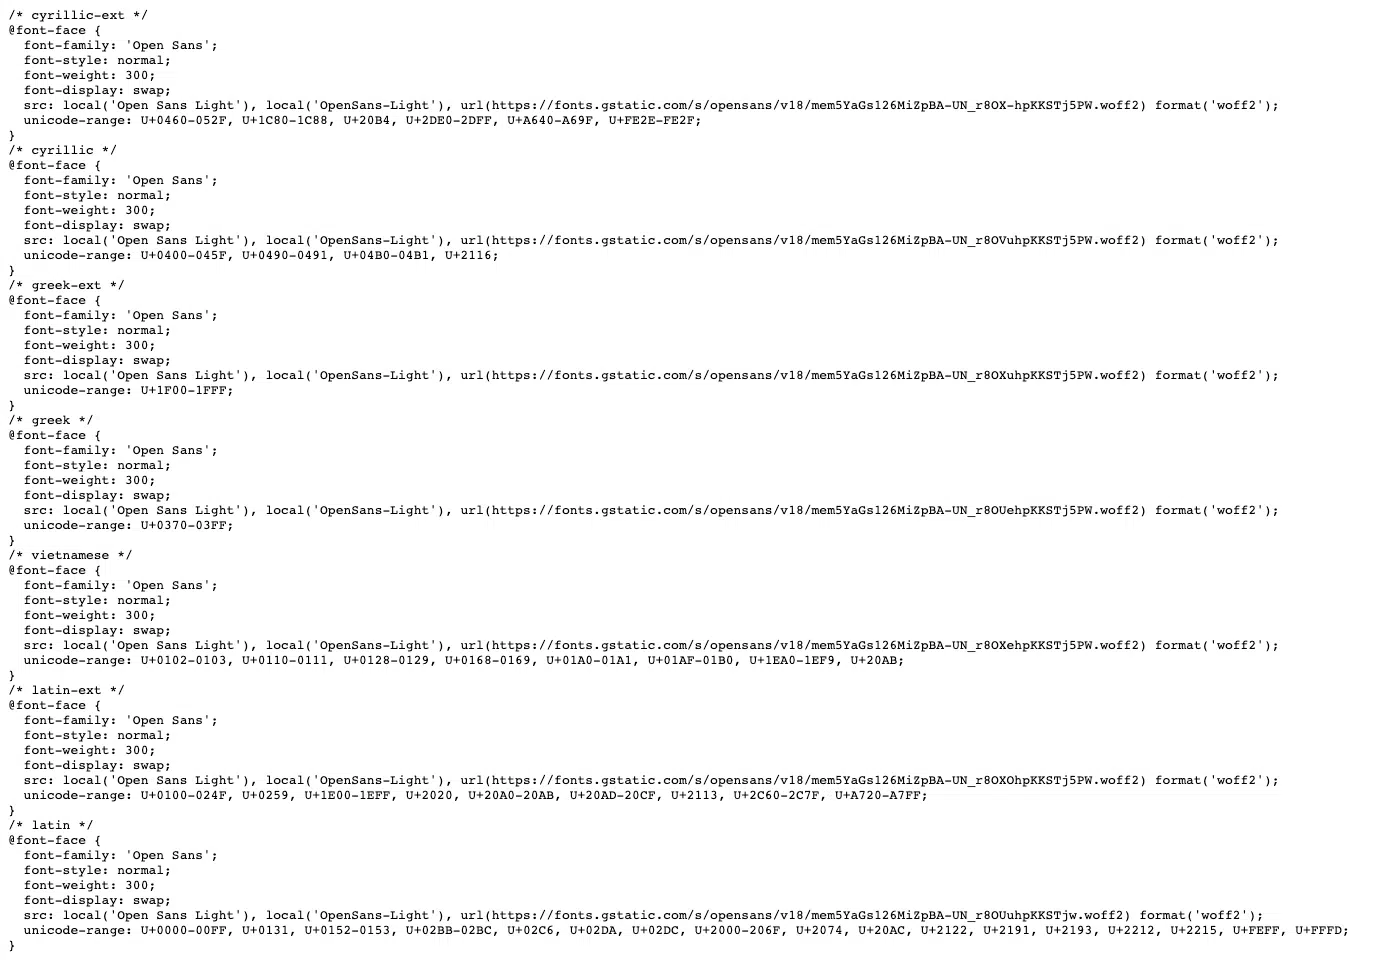 /* cyrillic-ext */
@font-face {
  font-family: 'Open Sans';
  font-style: normal;
  font-weight: 300;
  font-display: swap;
  src: local('Open Sans Light'), local('OpenSans-Light'), url(https://fonts.gstatic.com/s/opensans/v18/mem5YaGs126MiZpBA-UN_r8OX-hpKKSTj5PW.woff2) format('woff2');
  unicode-range: U+0460-052F, U+1C80-1C88, U+20B4, U+2DE0-2DFF, U+A640-A69F, U+FE2E-FE2F;
}
/* cyrillic */
@font-face {
  font-family: 'Open Sans';
  font-style: normal;
  font-weight: 300;
  font-display: swap;
  src: local('Open Sans Light'), local('OpenSans-Light'), url(https://fonts.gstatic.com/s/opensans/v18/mem5YaGs126MiZpBA-UN_r8OVuhpKKSTj5PW.woff2) format('woff2');
  unicode-range: U+0400-045F, U+0490-0491, U+04B0-04B1, U+2116;
}
/* greek-ext */
@font-face {
  font-family: 'Open Sans';
  font-style: normal;
  font-weight: 300;
  font-display: swap;
  src: local('Open Sans Light'), local('OpenSans-Light'), url(https://fonts.gstatic.com/s/opensans/v18/mem5YaGs126MiZpBA-UN_r8OXuhpKKSTj5PW.woff2) format('woff2');
  unicode-range: U+1F00-1FFF;
}
/* greek */
@font-face {
  font-family: 'Open Sans';
  font-style: normal;
  font-weight: 300;
  font-display: swap;
  src: local('Open Sans Light'), local('OpenSans-Light'), url(https://fonts.gstatic.com/s/opensans/v18/mem5YaGs126MiZpBA-UN_r8OUehpKKSTj5PW.woff2) format('woff2');
  unicode-range: U+0370-03FF;
}
/* vietnamese */
@font-face {
  font-family: 'Open Sans';
  font-style: normal;
  font-weight: 300;
  font-display: swap;
  src: local('Open Sans Light'), local('OpenSans-Light'), url(https://fonts.gstatic.com/s/opensans/v18/mem5YaGs126MiZpBA-UN_r8OXehpKKSTj5PW.woff2) format('woff2');
  unicode-range: U+0102-0103, U+0110-0111, U+0128-0129, U+0168-0169, U+01A0-01A1, U+01AF-01B0, U+1EA0-1EF9, U+20AB;
}
/* latin-ext */
@font-face {
  font-family: 'Open Sans';
  font-style: normal;
  font-weight: 300;
  font-display: swap;
  src: local('Open Sans Light'), local('OpenSans-Light'), url(https://fonts.gstatic.com/s/opensans/v18/mem5YaGs126MiZpBA-UN_r8OXOhpKKSTj5PW.woff2) format('woff2');
  unicode-range: U+0100-024F, U+0259, U+1E00-1EFF, U+2020, U+20A0-20AB, U+20AD-20CF, U+2113, U+2C60-2C7F, U+A720-A7FF;
}
/* latin */
@font-face {
  font-family: 'Open Sans';
  font-style: normal;
  font-weight: 300;
  font-display: swap;
  src: local('Open Sans Light'), local('OpenSans-Light'), url(https://fonts.gstatic.com/s/opensans/v18/mem5YaGs126MiZpBA-UN_r8OUuhpKKSTjw.woff2) format('woff2');
  unicode-range: U+0000-00FF, U+0131, U+0152-0153, U+02BB-02BC, U+02C6, U+02DA, U+02DC, U+2000-206F, U+2074, U+20AC, U+2122, U+2191, U+2193, U+2212, U+2215, U+FEFF, U+FFFD;
}